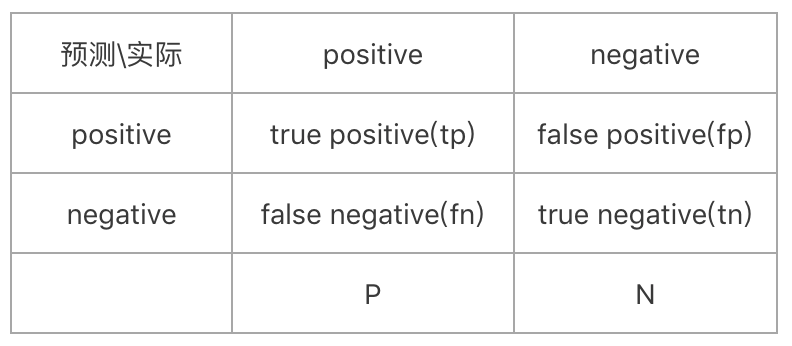 预测\实际 positive negative
positive true positive(tp) false positive(fp)
negative false negative(fn) true negative(tn)
P N